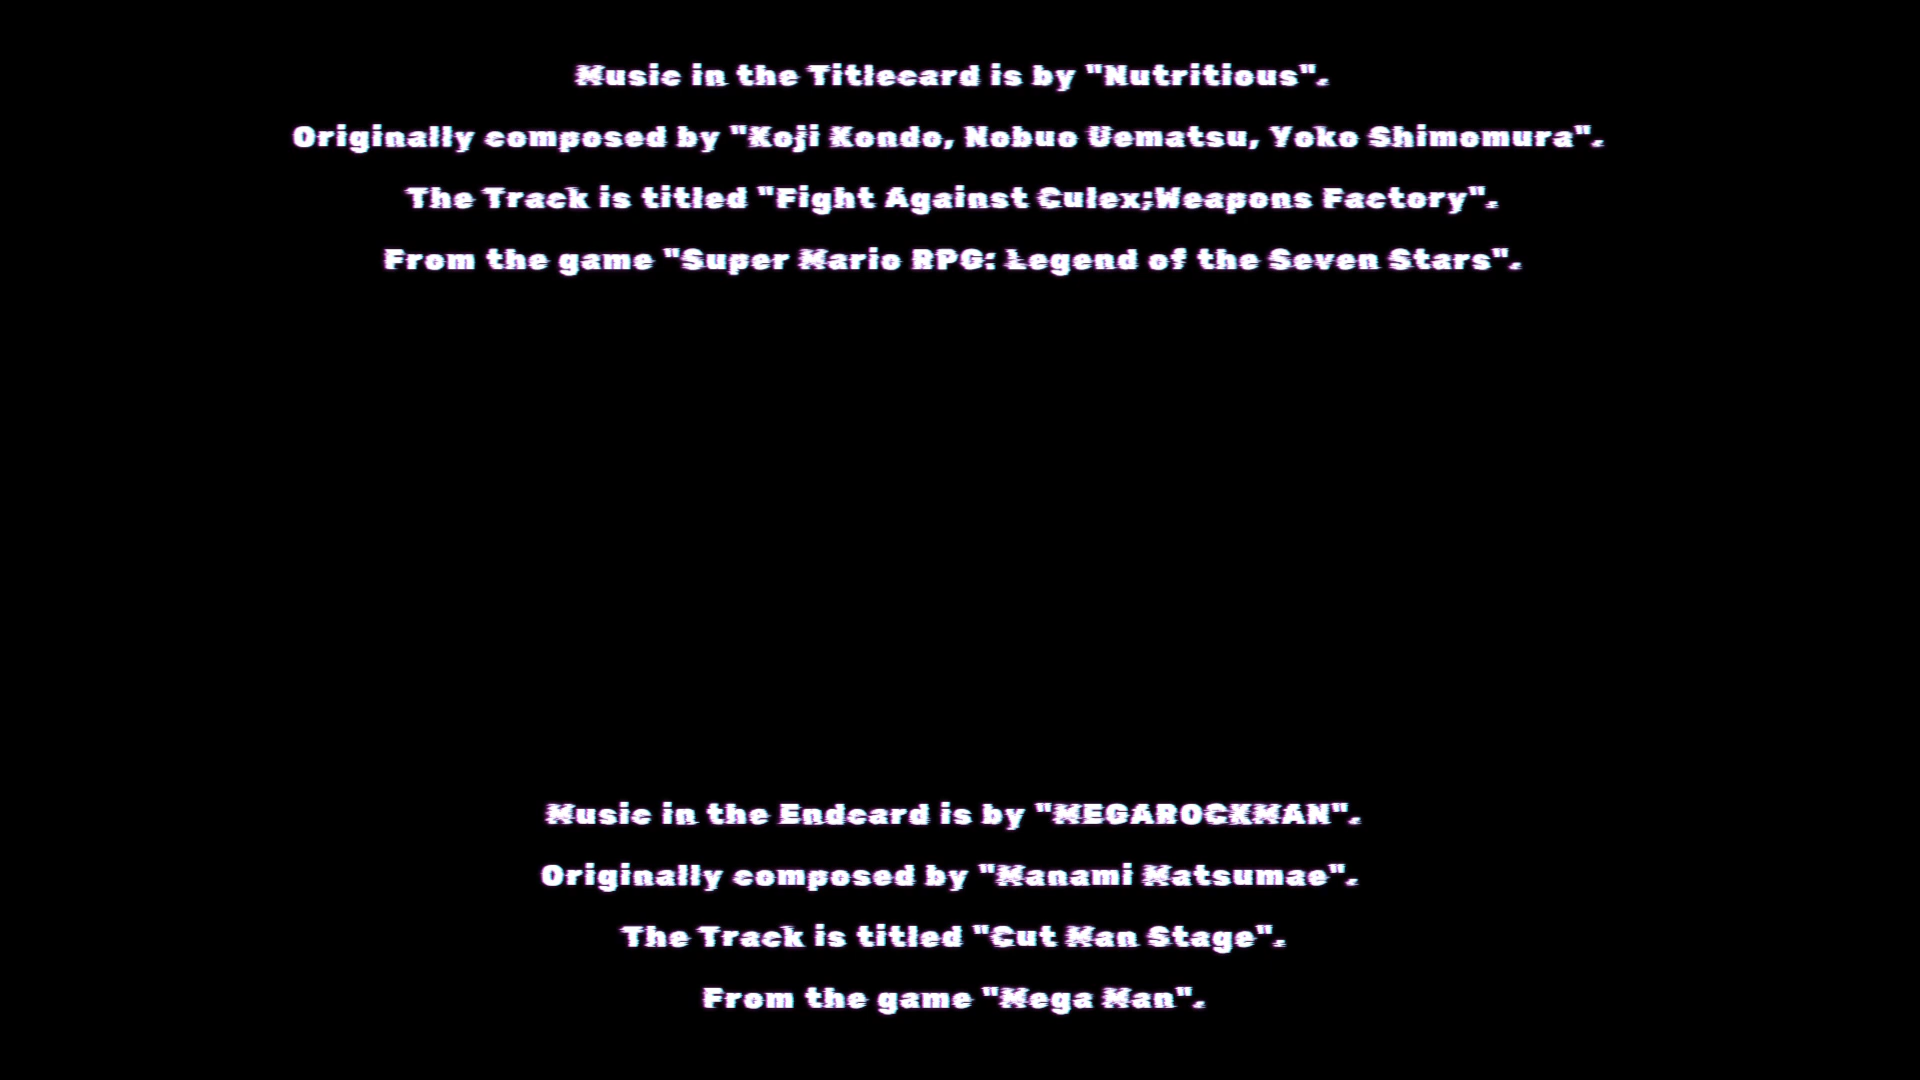 Music in the Titlecard is by "Nutritious".
Originally composed by "Koji Kondo, Nobuo Uematsu, Yoko Shimomura".
The Track is titled "Fight Against Culex;Weapons Factory".
From the game "Super Mario RPG: Legend of the Seven Stars".
Music in the Endcard is by "MEGAROCKMAN".
Originally composed by "Manami Matsumae".
The Track is titled "Cut Man Stage".
From the game "Mega Man".